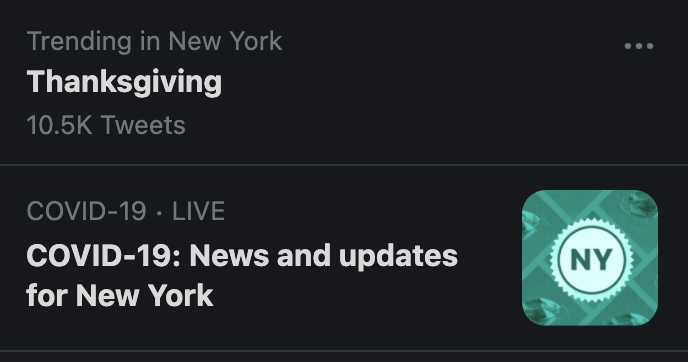 Trending in New York
Thanksgiving
10.5K Tweets
COVID-19 · LIVE
COVID-19: News and updates
for New York
NY